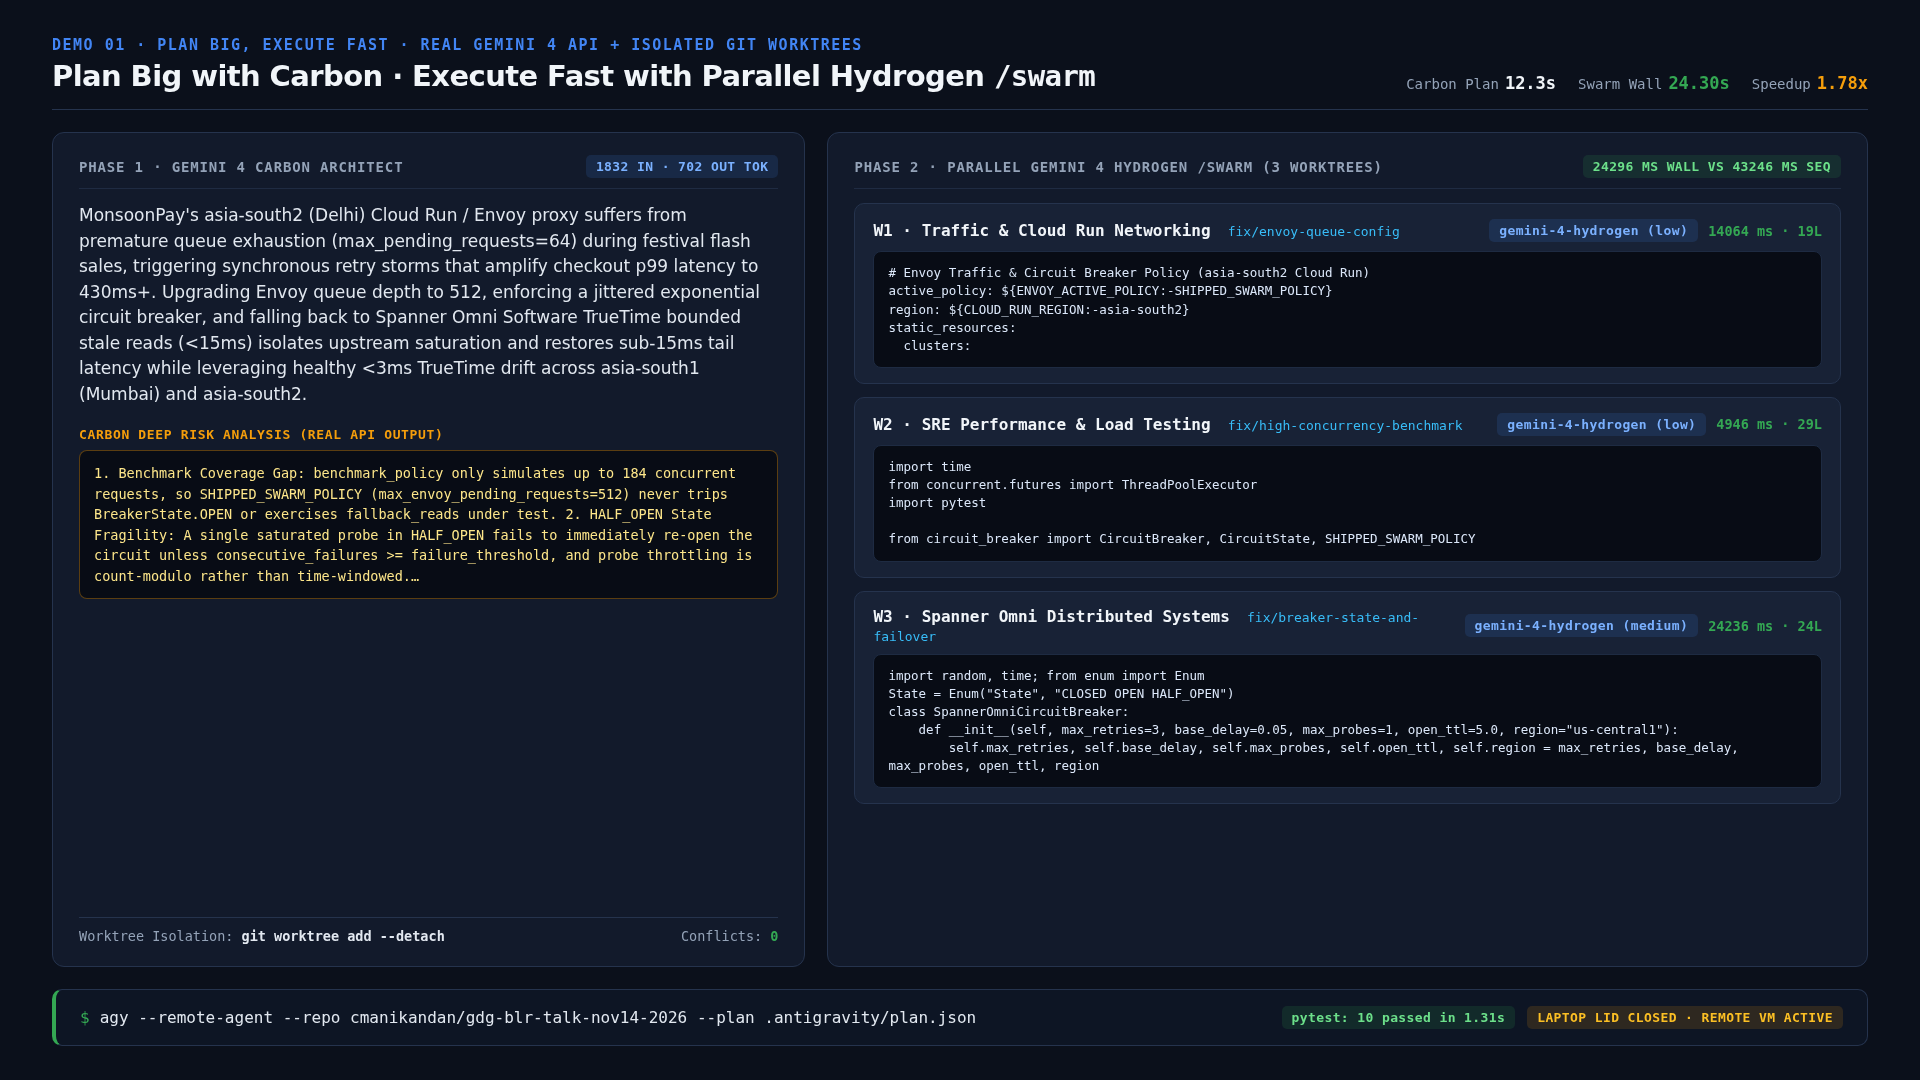 DEMO 01 · PLAN BIG, EXECUTE FAST · REAL GEMINI 4 API + ISOLATED GIT WORKTREES
Plan Big with Carbon · Execute Fast with Parallel Hydrogen /swarm
Carbon Plan 12.3s Swarm Wall 24.30s Speedup 1.78x
PHASE 1 · GEMINI 4 CARBON ARCHITECT
1832 IN · 702 OUT TOK
MonsoonPay's asia-south2 (Delhi) Cloud Run / Envoy proxy suffers from
premature queue exhaustion (max_pending_requests=64) during festival flash
sales, triggering synchronous retry storms that amplify checkout p99 latency to
430ms+. Upgrading Envoy queue depth to 512, enforcing a jittered exponential
circuit breaker, and falling back to Spanner Omni Software TrueTime bounded
stale reads (<15ms) isolates upstream saturation and restores sub-15ms tail
latency while leveraging healthy <3ms TrueTime drift across asia-south1
(Mumbai) and asia-south2.
CARBON DEEP RISK ANALYSIS (REAL API OUTPUT)
1. Benchmark Coverage Gap: benchmark_policy only simulates up to 184 concurrent
requests, so SHIPPED_SWARM_POLICY (max_envoy_pending_requests=512) never trips
BreakerState.OPEN or exercises fallback_reads under test. 2. HALF_OPEN State
Fragility: A single saturated probe in HALF_OPEN fails to immediately re-open the
circuit unless consecutive_failures >= failure_threshold, and probe throttling is
count-modulo rather than time-windowed.…
Worktree Isolation: git worktree add --detach
Conflicts: 0
PHASE 2 · PARALLEL GEMINI 4 HYDROGEN /SWARM (3 WORKTREES)
24296 MS WALL VS 43246 MS SEQ
W1 · Traffic & Cloud Run Networking fix/envoy-queue-config
gemini-4-hydrogen (low) 14064 ms · 19L
# Envoy Traffic & Circuit Breaker Policy (asia-south2 Cloud Run)
active_policy: ${ENVOY_ACTIVE_POLICY:-SHIPPED_SWARM_POLICY}
region: ${CLOUD_RUN_REGION:-asia-south2}
static_resources:
  clusters:
W2 · SRE Performance & Load Testing fix/high-concurrency-benchmark
gemini-4-hydrogen (low) 4946 ms · 29L
import time
from concurrent.futures import ThreadPoolExecutor
import pytest
from circuit_breaker import CircuitBreaker, CircuitState, SHIPPED_SWARM_POLICY
W3 · Spanner Omni Distributed Systems fix/breaker-state-and-
failover
gemini-4-hydrogen (medium) 24236 ms · 24L
import random, time; from enum import Enum
State = Enum("State", "CLOSED OPEN HALF_OPEN")
class SpannerOmniCircuitBreaker:
    def __init__(self, max_retries=3, base_delay=0.05, max_probes=1, open_ttl=5.0, region="us-central1"):
        self.max_retries, self.base_delay, self.max_probes, self.open_ttl, self.region = max_retries, base_delay,
max_probes, open_ttl, region
$ agy --remote-agent --repo cmanikandan/gdg-blr-talk-nov14-2026 --plan .antigravity/plan.json
pytest: 10 passed in 1.31s
LAPTOP LID CLOSED · REMOTE VM ACTIVE